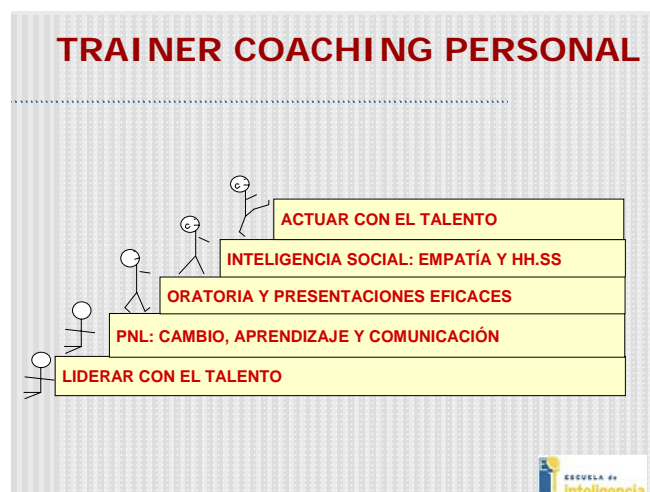 TRAINER COACHING PERSONAL
ACTUAR CON EL TALENTO
INTELIGENCIA SOCIAL: EMPATÍA Y HH.SS
ORATORIA Y PRESENTACIONES EFICACES
PNL: CAMBIO, APRENDIZAJE Y COMUNICACIÓN
LIDERAR CON EL TALENTO
ESCUELA de
inteligencia